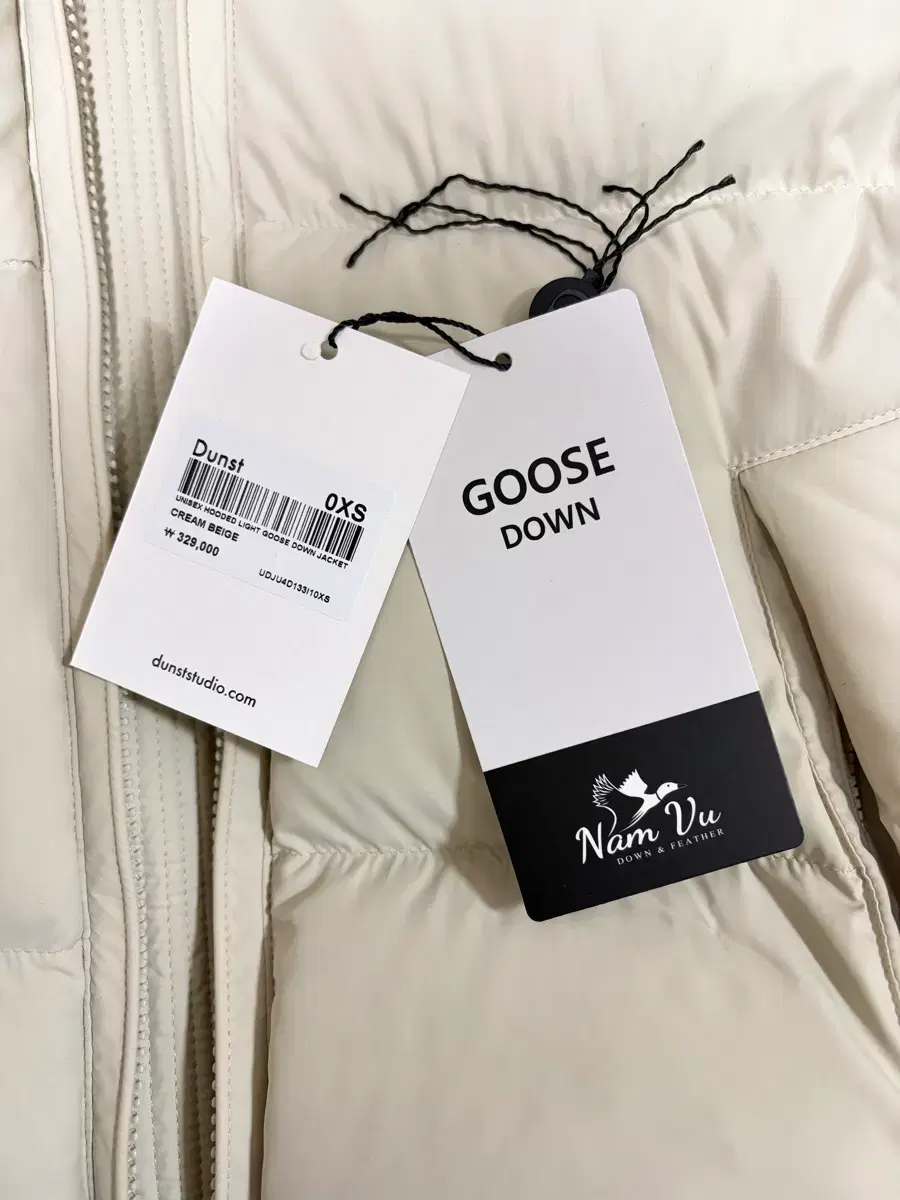 Dunst
0XS
UNISEX HOODED LIGHT GOOSE DOWN JACKET
CREAM BEIGE
₩ 329,000
UDJU4D133I10XS
dunststudio.com
GOOSE
DOWN
Nam Vu
DOWN & FEATHER